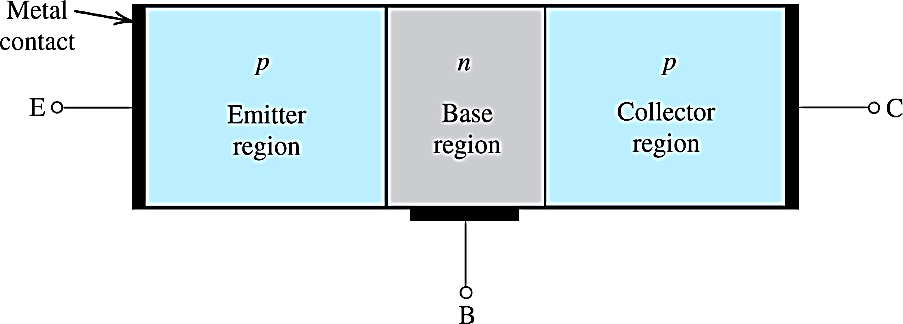 Metal
contact
p
n
p
E
Emitter
region
Base
region
Collector
region
C
B